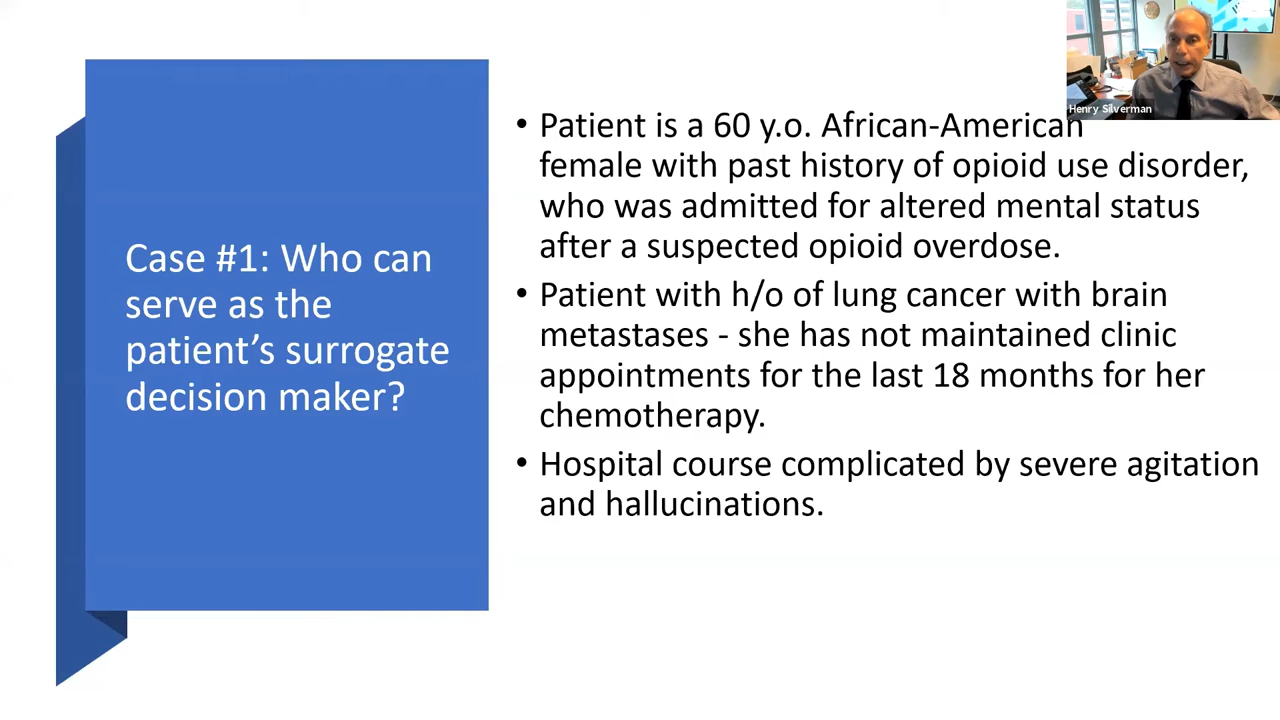 Henry Silverman
Case #1: Who can
serve as the
patient’s surrogate
decision maker?
• Patient is a 60 y.o. African-American
female with past history of opioid use disorder,
who was admitted for altered mental status
after a suspected opioid overdose.
• Patient with h/o of lung cancer with brain
metastases - she has not maintained clinic
appointments for the last 18 months for her
chemotherapy.
• Hospital course complicated by severe agitation
and hallucinations.